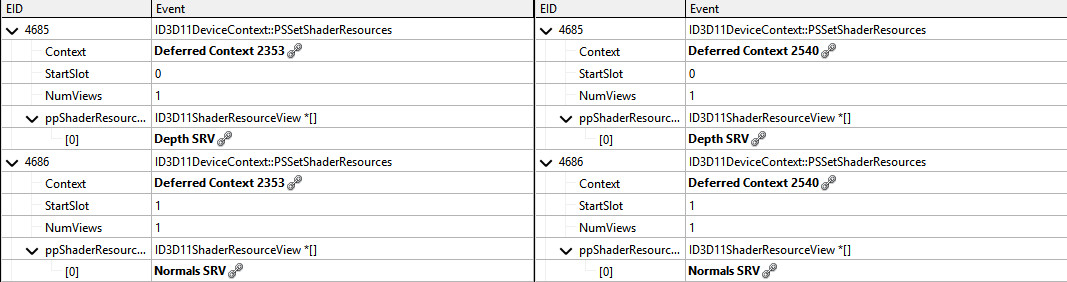 EID Event EID Event
4685 ID3D11DeviceContext::PSSetShaderResources 4685 ID3D11DeviceContext::PSSetShaderResources
Context Deferred Context 2353 Context Deferred Context 2540
StartSlot 0 StartSlot 0
NumViews 1 NumViews 1
ppShaderResourc... ID3D11ShaderResourceView *[] ppShaderResourc... ID3D11ShaderResourceView *[]
[0] Depth SRV [0] Depth SRV
4686 ID3D11DeviceContext::PSSetShaderResources 4686 ID3D11DeviceContext::PSSetShaderResources
Context Deferred Context 2353 Context Deferred Context 2540
StartSlot 1 StartSlot 1
NumViews 1 NumViews 1
ppShaderResourc... ID3D11ShaderResourceView *[] ppShaderResourc... ID3D11ShaderResourceView *[]
[0] Normals SRV [0] Normals SRV